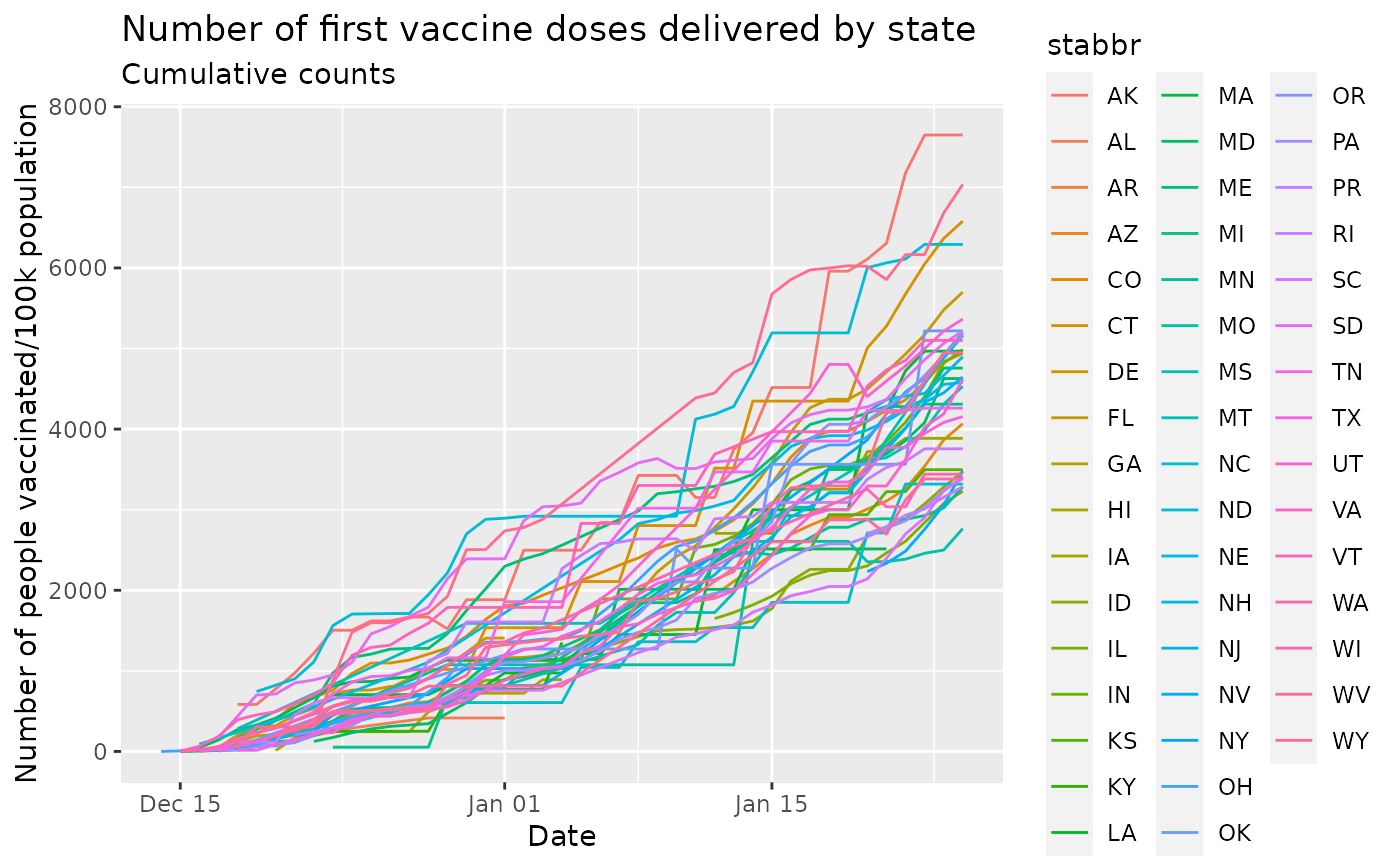 Number of first vaccine doses delivered by state
Cumulative counts
Number of people vaccinated/100k population
8000
6000
4000
2000
0
Dec 15
Jan 01
Jan 15
Date
stabbr
AK
AL
AR
AZ
CO
CT
DE
FL
GA
HI
IA
ID
IL
IN
KS
KY
LA
MA
MD
ME
MI
MN
MO
MS
MT
NC
ND
NE
NH
NJ
NV
NY
OH
OK
OR
PA
PR
RI
SC
SD
TN
TX
UT
VA
VT
WA
WI
WV
WY